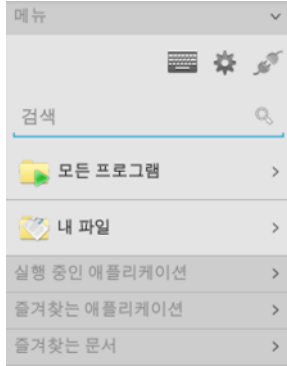 메뉴
검색
모든 프로그램
내 파일
실행 중인 애플리케이션
즐겨찾는 애플리케이션
즐겨찾는 문서